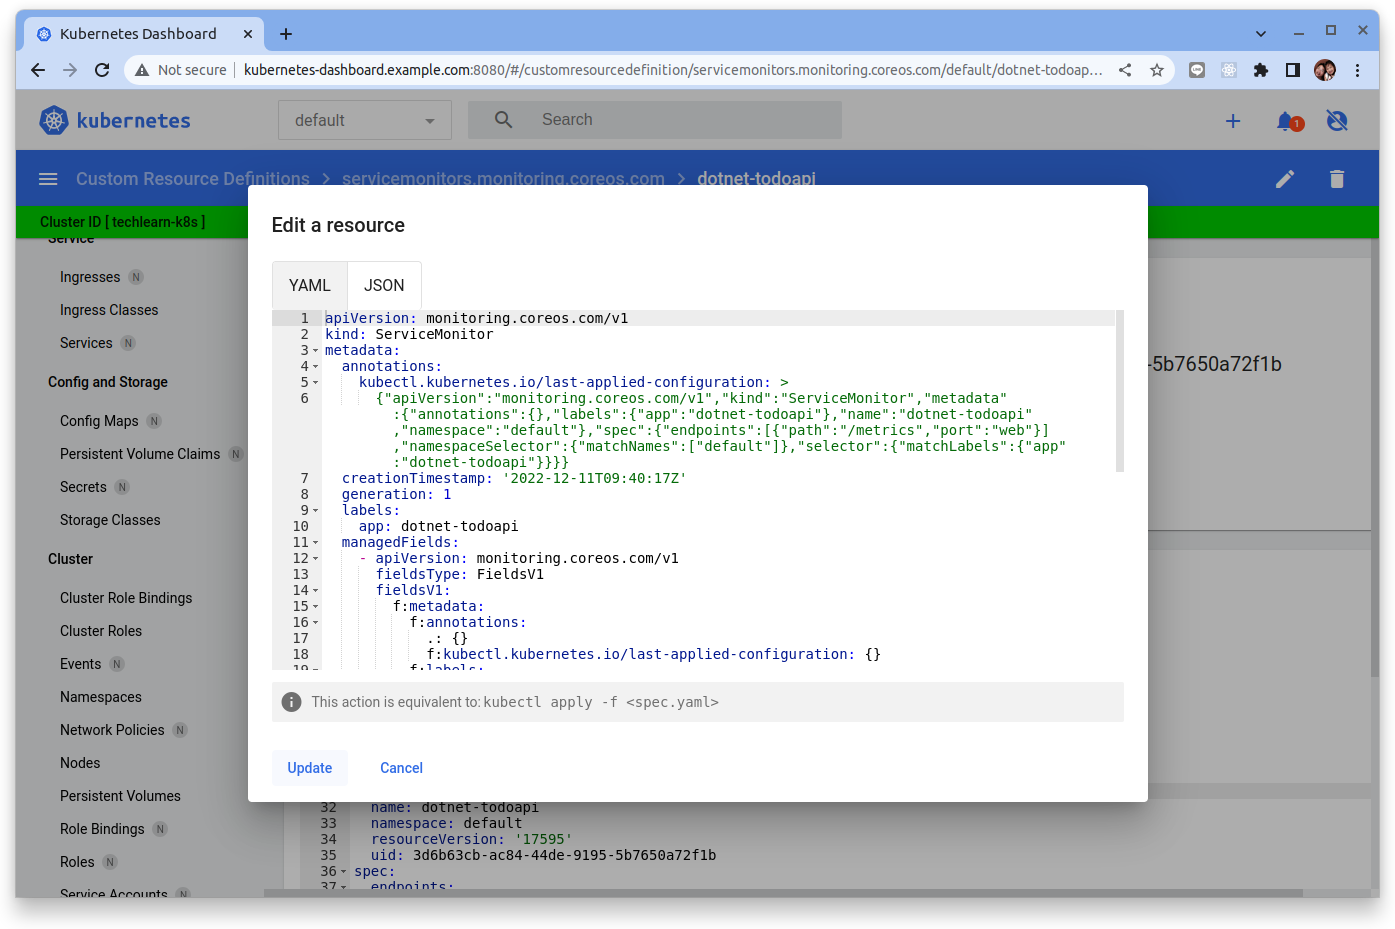 Kubernetes Dashboard
Not secure
kubernetes-dashboard.example.com:8080/#/customresourcedefinition/servicemonitors.monitoring.coreos.com/default/dotnet-todoap...
kubernetes
default
Search
1
Custom Resource Definitions > servicemonitors.monitoring.coreos.com > dotnet-todoapi
Cluster ID [ techlearn-k8s ]
Service
Ingresses N
Ingress Classes
Services N
Config and Storage
Config Maps N
Persistent Volume Claims N
Secrets N
Storage Classes
Cluster
Cluster Role Bindings
Cluster Roles
Events N
Namespaces
Network Policies N
Nodes
Persistent Volumes
Role Bindings N
Roles N
Service Accounts N
-5b7650a72f1b
Edit a resource
YAML JSON
1 apiVersion: monitoring.coreos.com/v1
2 kind: ServiceMonitor
3 metadata:
4 annotations:
5 kubectl.kubernetes.io/last-applied-configuration: >
6 {"apiVersion":"monitoring.coreos.com/v1","kind":"ServiceMonitor","metadata"
:{"annotations":{},"labels":{"app":"dotnet-todoapi"},"name":"dotnet-todoapi"
,"namespace":"default"},"spec":{"endpoints":[{"path":"/metrics","port":"web"}]
,"namespaceSelector":{"matchNames":["default"]},"selector":{"matchLabels":{"app"
:"dotnet-todoapi"}}}}
7 creationTimestamp: '2022-12-11T09:40:17Z'
8 generation: 1
9 labels:
10 app: dotnet-todoapi
11 managedFields:
12 - apiVersion: monitoring.coreos.com/v1
13 fieldsType: FieldsV1
14 fieldsV1:
15 f:metadata:
16 f:annotations:
17 .: {}
18 f:kubectl.kubernetes.io/last-applied-configuration: {}
19 f:labels:
This action is equivalent to: kubectl apply -f <spec.yaml>
Update Cancel
32 name: dotnet-todoapi
33 namespace: default
34 resourceVersion: '17595'
35 uid: 3d6b63cb-ac84-44de-9195-5b7650a72f1b
36 spec:
37 endpoints: